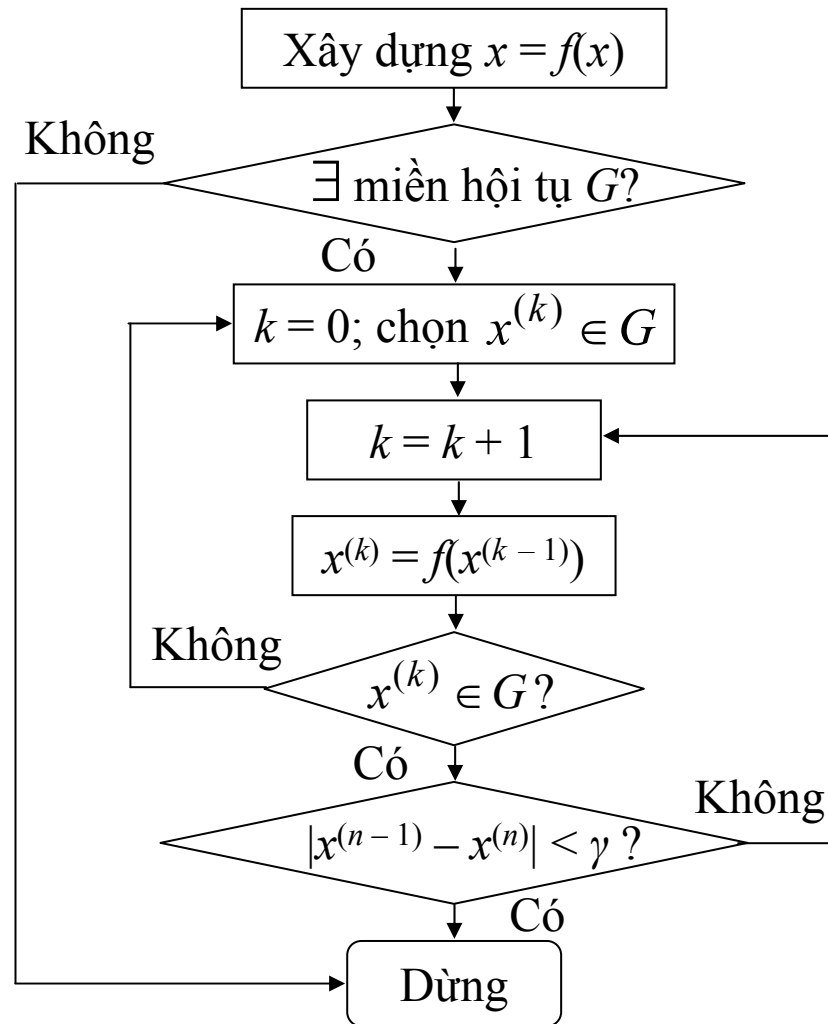 Xây dựng x = f(x)
Không
∃ miền hội tụ G?
Có
k = 0; chọn x^(k) ∈ G
k = k + 1
x^(k) = f(x^(k – 1))
Không
x^(k) ∈ G?
Có
|x^(n – 1) – x^(n)| < γ ?
Không
Có
Dừng